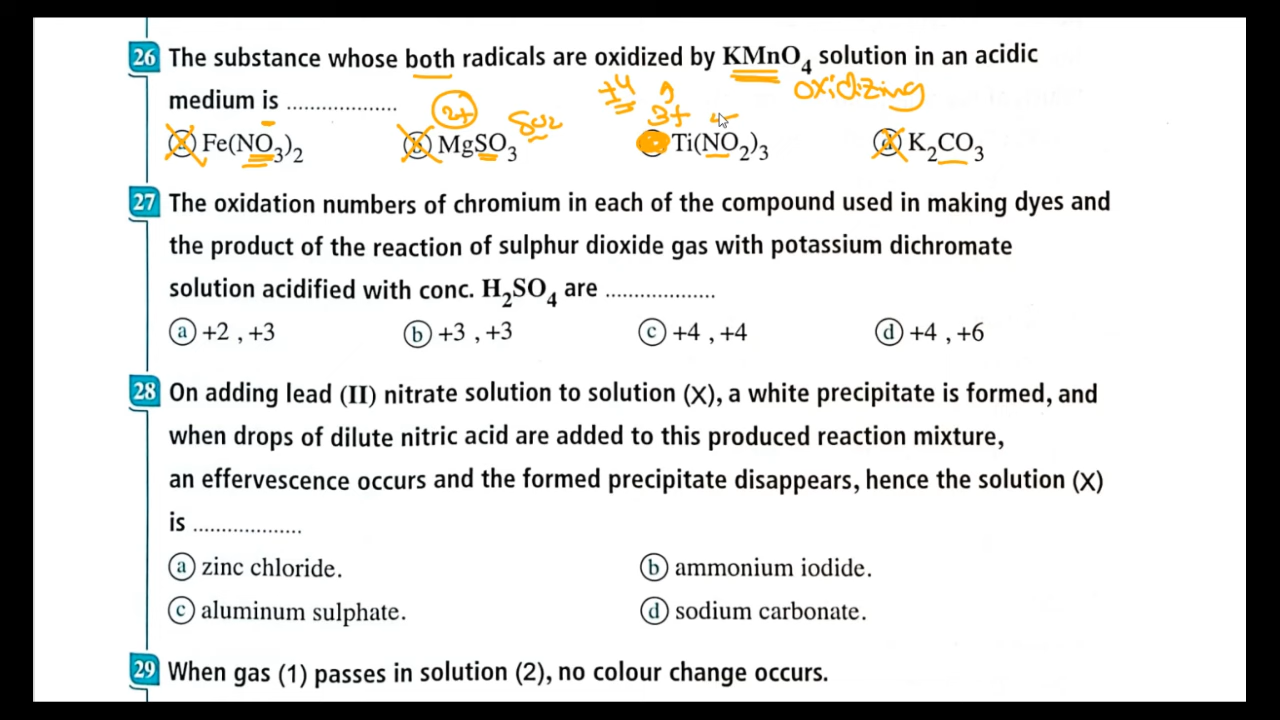 26 The substance whose both radicals are oxidized by KMnO₄ solution in an acidic
+4 oxidizing
medium is ...................
2+ SO₂ 3+
ⓐ Fe(NO₃)₂ ⓑ MgSO₃ Ti(NO₂)₃ ⓓ K₂CO₃
27 The oxidation numbers of chromium in each of the compound used in making dyes and
the product of the reaction of sulphur dioxide gas with potassium dichromate
solution acidified with conc. H₂SO₄ are ...................
ⓐ +2 , +3 ⓑ +3 , +3 ⓒ +4 , +4 ⓓ +4 , +6
28 On adding lead (II) nitrate solution to solution (X), a white precipitate is formed, and
when drops of dilute nitric acid are added to this produced reaction mixture,
an effervescence occurs and the formed precipitate disappears, hence the solution (X)
is ...................
ⓐ zinc chloride. ⓑ ammonium iodide.
ⓒ aluminum sulphate. ⓓ sodium carbonate.
29 When gas (1) passes in solution (2), no colour change occurs.